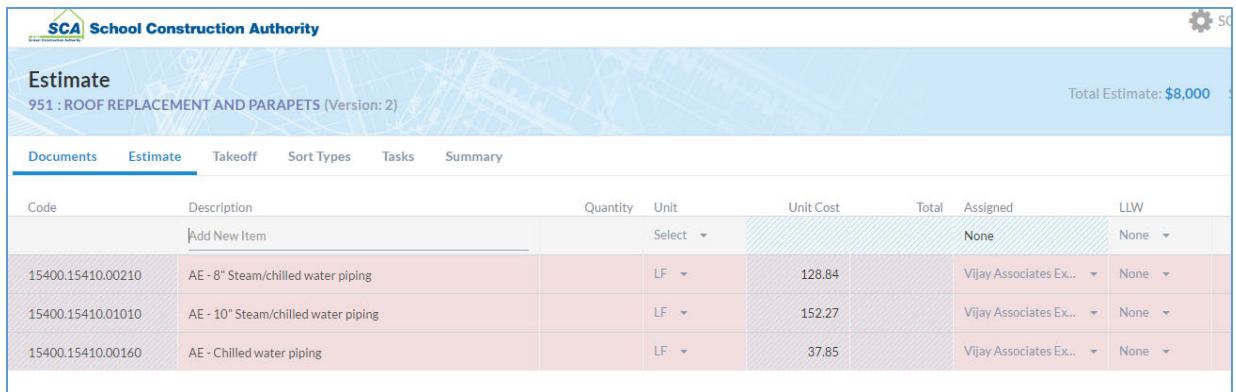 SCA School Construction Authority
Estimate
951 : ROOF REPLACEMENT AND PARAPETS (Version: 2)
Total Estimate: $8,000
Documents Estimate Takeoff Sort Types Tasks Summary
Code Description Quantity Unit Unit Cost Total Assigned LLW
Add New Item Select None None
15400.15410.00210 AE - 8" Steam/chilled water piping LF 128.84 Vijay Associates Ex... None
15400.15410.01010 AE - 10" Steam/chilled water piping LF 152.27 Vijay Associates Ex... None
15400.15410.00160 AE - Chilled water piping LF 37.85 Vijay Associates Ex... None